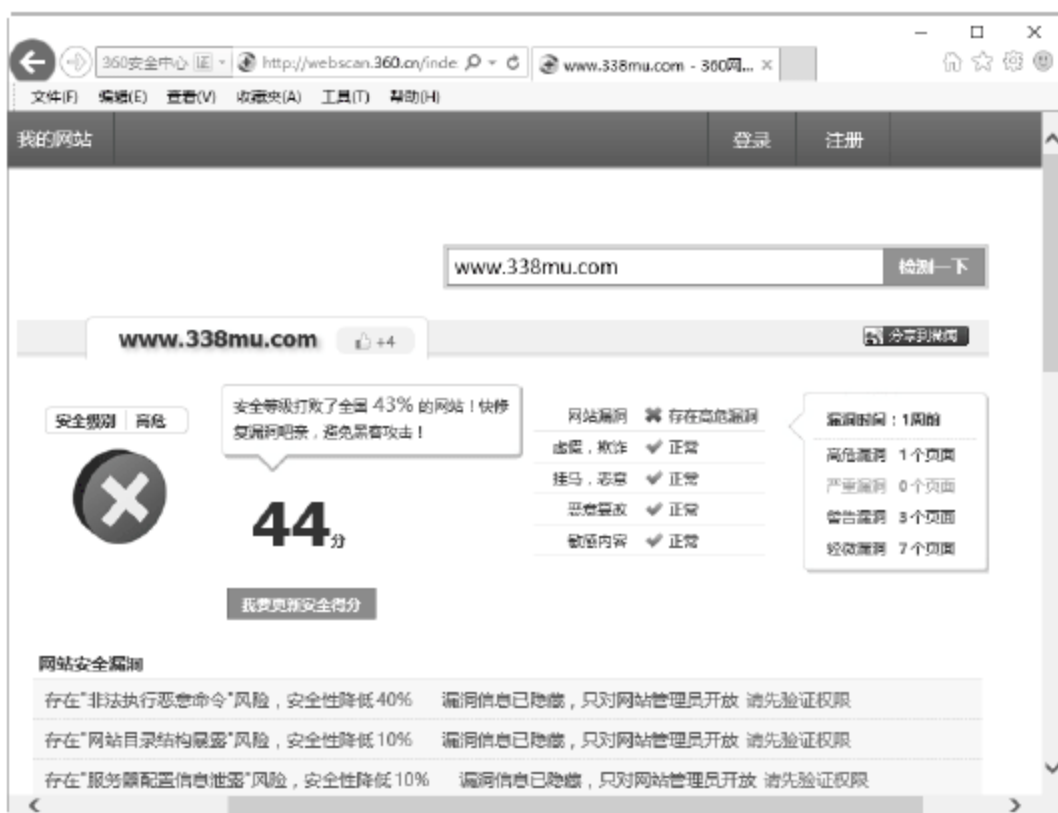 360安全中心 证 http://webscan.360.cn/inde www.338mu.com - 360网... ×
文件(F) 编辑(E) 查看(V) 收藏夹(A) 工具(T) 帮助(H)
我的网站 登录 注册
www.338mu.com 检测一下
www.338mu.com +4 分享到微博
安全级别 高危
安全等级打败了全国 43% 的网站！快修
复漏洞吧亲，避免黑客攻击！
44分
我要更新安全得分
网站漏洞 存在高危漏洞
虚假，欺诈 正常
挂马，恶意 正常
恶意篡改 正常
敏感内容 正常
漏洞时间：1周前
高危漏洞 1个页面
严重漏洞 0个页面
警告漏洞 3个页面
轻微漏洞 7个页面
网站安全漏洞
存在"非法执行恶意命令"风险，安全性降低40% 漏洞信息已隐藏，只对网站管理员开放 请先验证权限
存在"网站目录结构暴露"风险，安全性降低10% 漏洞信息已隐藏，只对网站管理员开放 请先验证权限
存在"服务器配置信息泄露"风险，安全性降低10% 漏洞信息已隐藏，只对网站管理员开放 请先验证权限